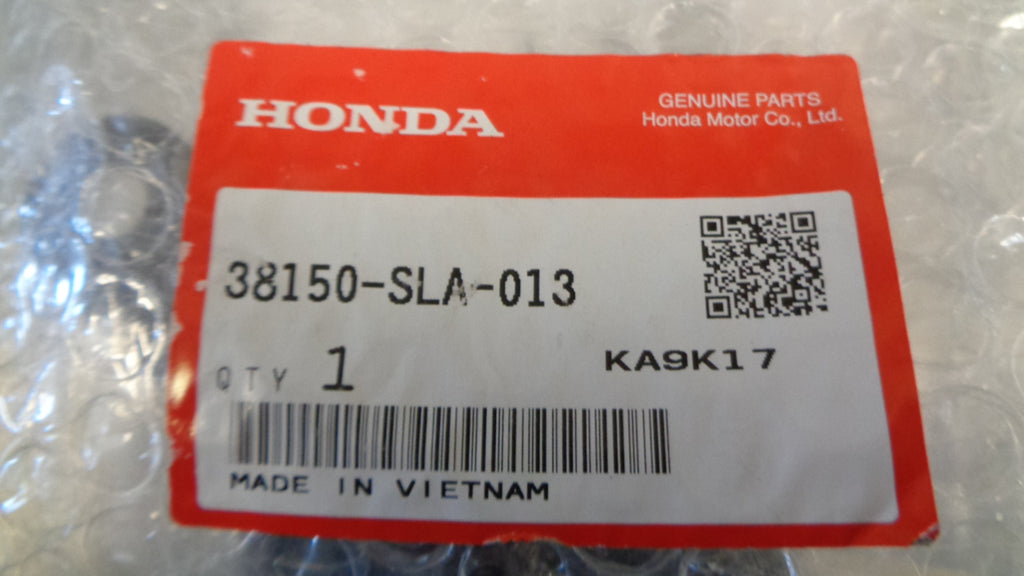 HONDA
GENUINE PARTS
Honda Motor Co., Ltd.
38150-SLA-013
QTY 1
KA9K17
MADE IN VIETNAM